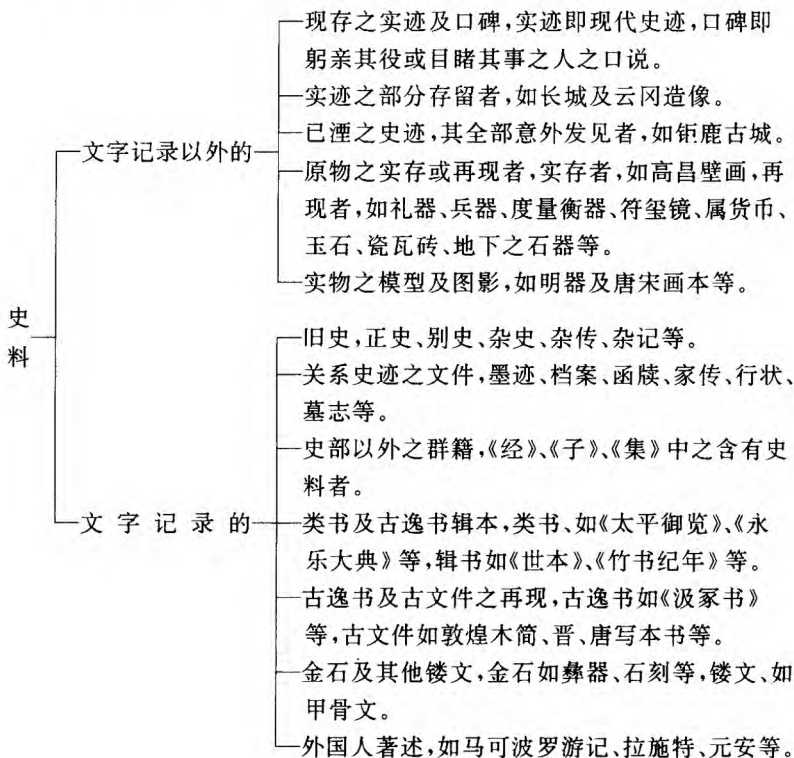 史料
文字记录以外的
现存之实迹及口碑,实迹即现代史迹,口碑即
躬亲其役或目睹其事之人之口说。
实迹之部分存留者,如长城及云冈造像。
已湮之史迹,其全部意外发见者,如钜鹿古城。
原物之实存或再现者,实存者,如高昌壁画,再
现者,如礼器、兵器、度量衡器、符玺镜、属货币、
玉石、瓷瓦砖、地下之石器等。
实物之模型及图影,如明器及唐宋画本等。
文字记录的
旧史,正史、别史、杂史、杂传、杂记等。
关系史迹之文件,墨迹、档案、函牍、家传、行状、
墓志等。
史部以外之群籍,《经》、《子》、《集》中之含有史
料者。
类书及古逸书辑本,类书、如《太平御览》、《永
乐大典》等,辑书如《世本》、《竹书纪年》等。
古逸书及古文件之再现,古逸书如《汲冢书》
等,古文件如敦煌木简、晋、唐写本书等。
金石及其他镂文,金石如彝器、石刻等,镂文、如
甲骨文。
外国人著述,如马可波罗游记、拉施特、元安等。